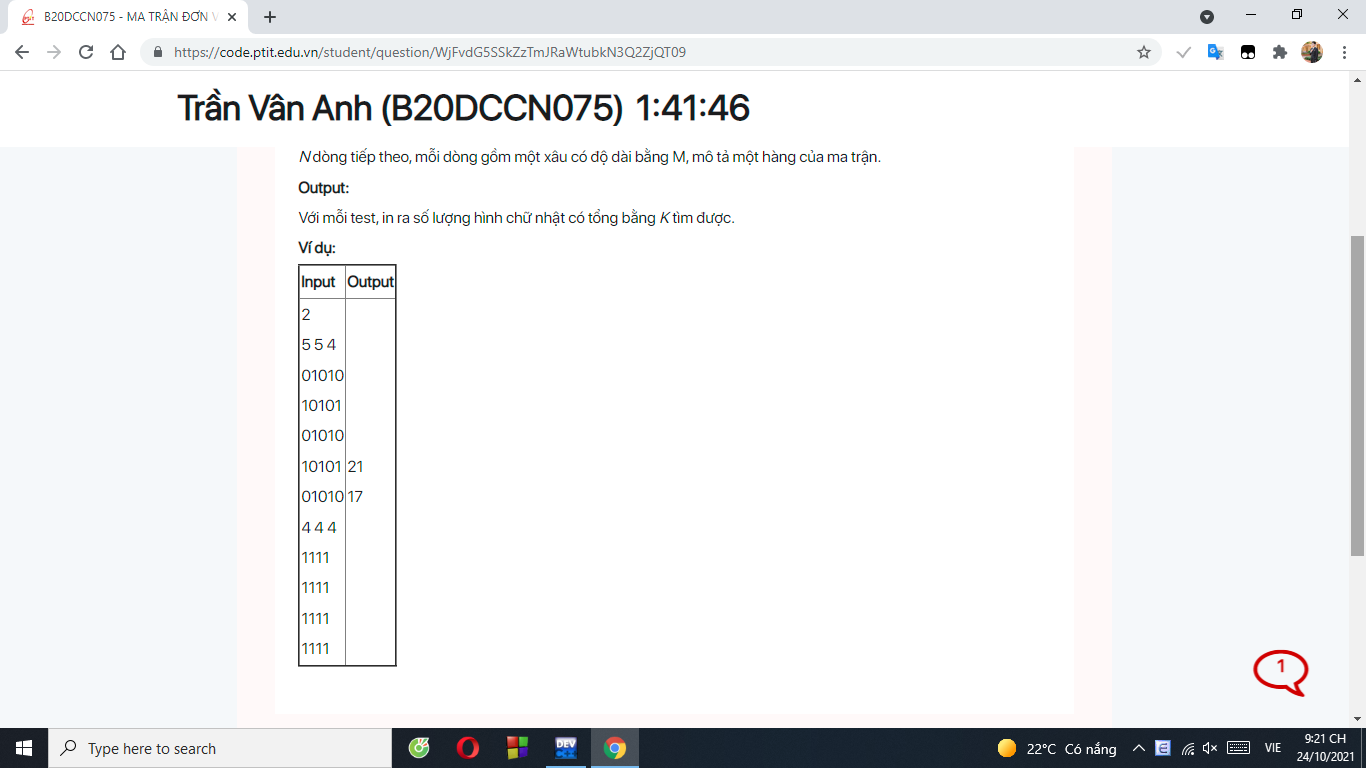 B20DCCN075 - MA TRẬN ĐƠN V
https://code.ptit.edu.vn/student/question/WjFvdG5SSkZzTmJRaWtubkN3Q2ZjQT09
Trần Vân Anh (B20DCCN075) 1:41:46
N dòng tiếp theo, mỗi dòng gồm một xâu có độ dài bằng M, mô tả một hàng của ma trận.
Output:
Với mỗi test, in ra số lượng hình chữ nhật có tổng bằng K tìm được.
Ví dụ:
Input Output
2
5 5 4
01010
10101
01010
10101 21
01010 17
4 4 4
1111
1111
1111
1111
1
Type here to search
DEV
22°C Có nắng
VIE
9:21 CH
24/10/2021